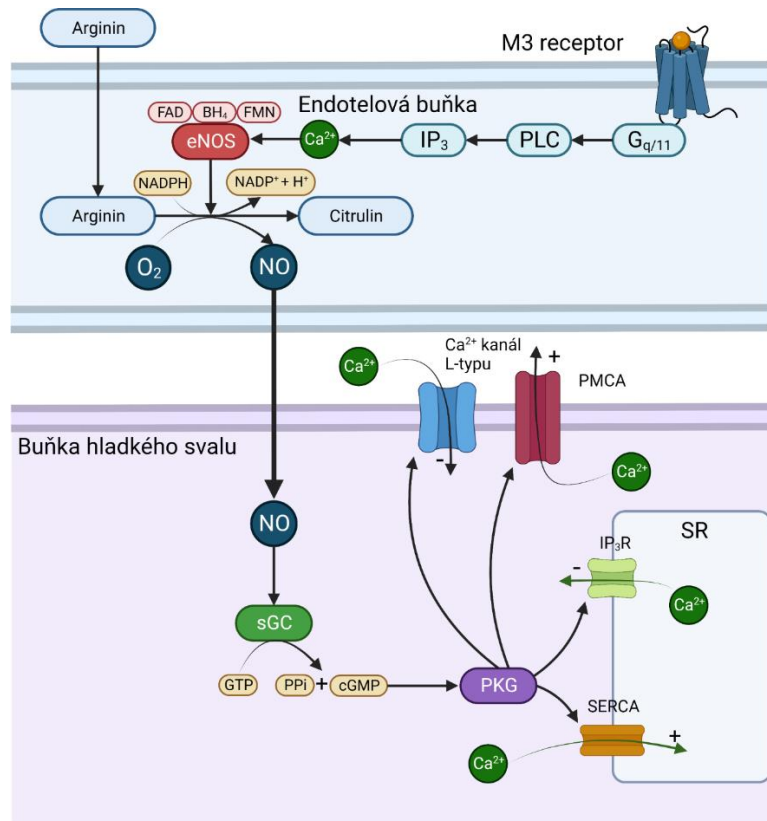 Arginin
M3 receptor
Endotelová buňka
FAD BH₄ FMN
eNOS
Ca²⁺
IP₃
PLC
Gq/11
NADPH
NADP⁺ + H⁺
Arginin
Citrulin
O₂
NO
Ca²⁺ kanál
L-typu
Ca²⁺
+
PMCA
-
Buňka hladkého svalu
Ca²⁺
NO
SR
IP₃R
-
Ca²⁺
sGC
GTP
PPi + cGMP
PKG
SERCA
+
Ca²⁺